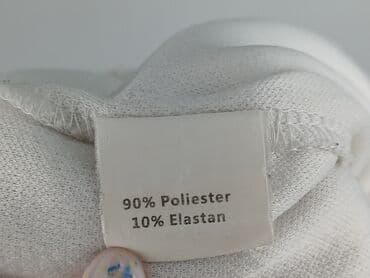 90% Poliester
10% Elastan